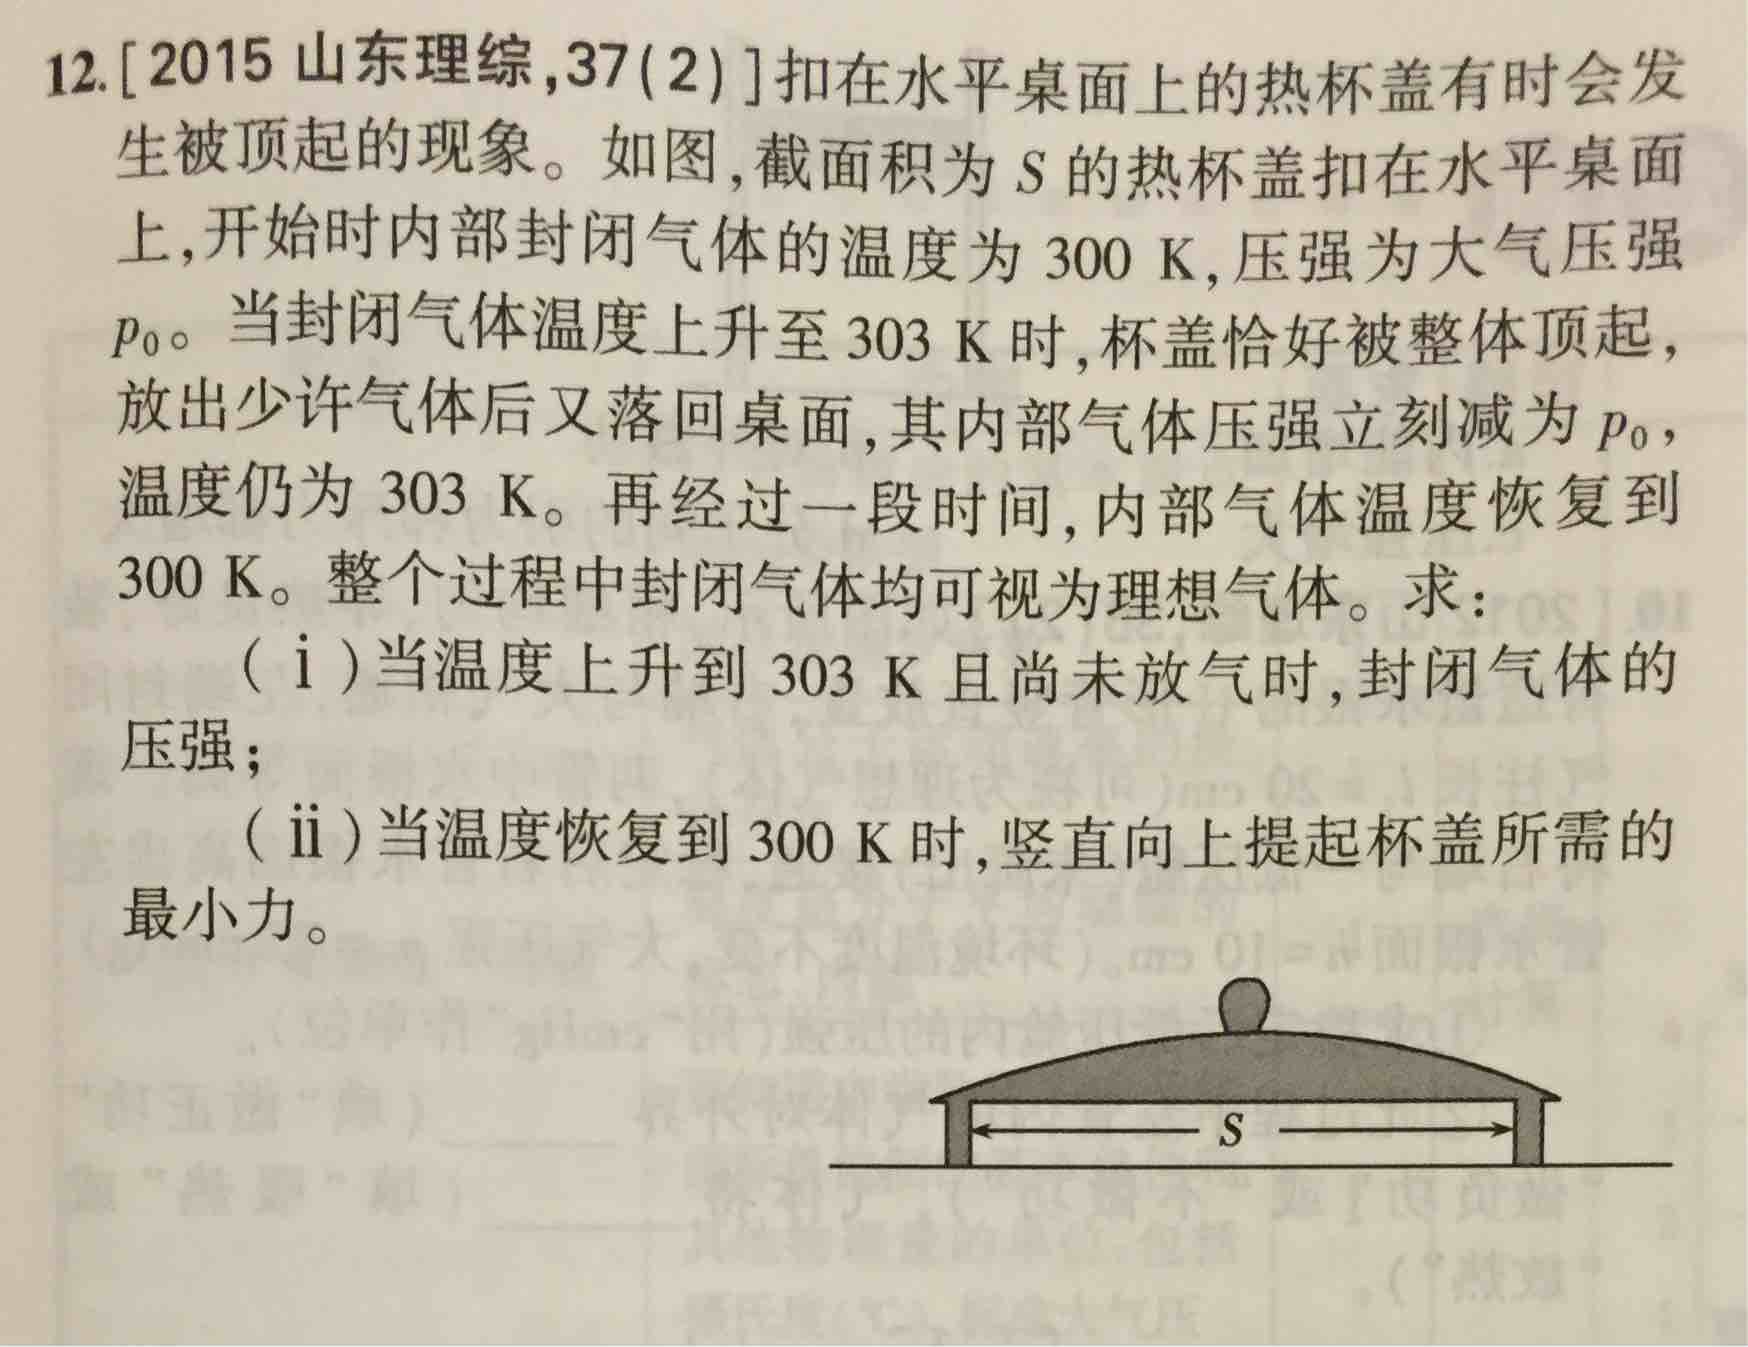 12.[2015 山东理综,37(2)]扣在水平桌面上的热杯盖有时会发
生被顶起的现象。如图,截面积为 S 的热杯盖扣在水平桌面
上,开始时内部封闭气体的温度为 300 K,压强为大气压强
p₀。当封闭气体温度上升至 303 K 时,杯盖恰好被整体顶起,
放出少许气体后又落回桌面,其内部气体压强立刻减为 p₀,
温度仍为 303 K。再经过一段时间,内部气体温度恢复到
300 K。整个过程中封闭气体均可视为理想气体。求:
(ⅰ)当温度上升到 303 K 且尚未放气时,封闭气体的
压强;
(ⅱ)当温度恢复到 300 K 时,竖直向上提起杯盖所需的
最小力。
S